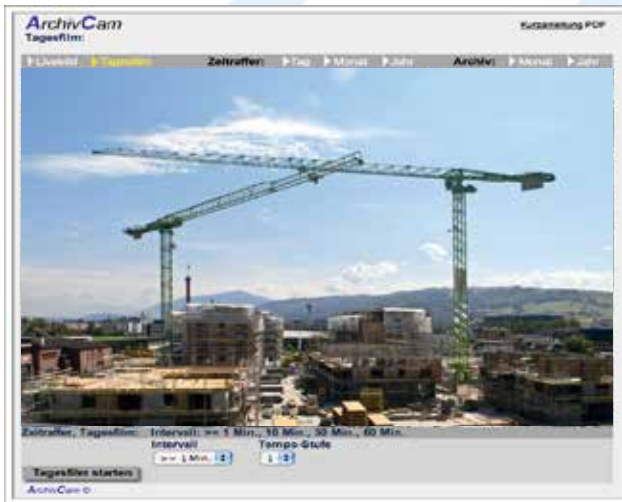 ArchivCam
Kurzanleitung PDF
Tagesfilm:
Livebild Tagesfilm Zeitraffer: Tag Monat Jahr Archiv: Monat Jahr
Zeitraffer, Tagesfilm: Intervall: >= 1 Min., 10 Min., 30 Min., 60 Min.
Intervall Tempo-Stufe
>= 1 Min. 1
Tagesfilm starten
ArchivCam ©